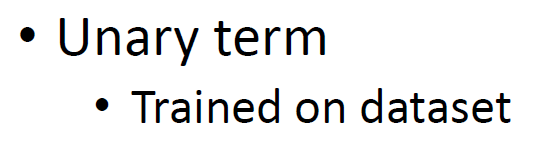 • Unary term
• Trained on dataset